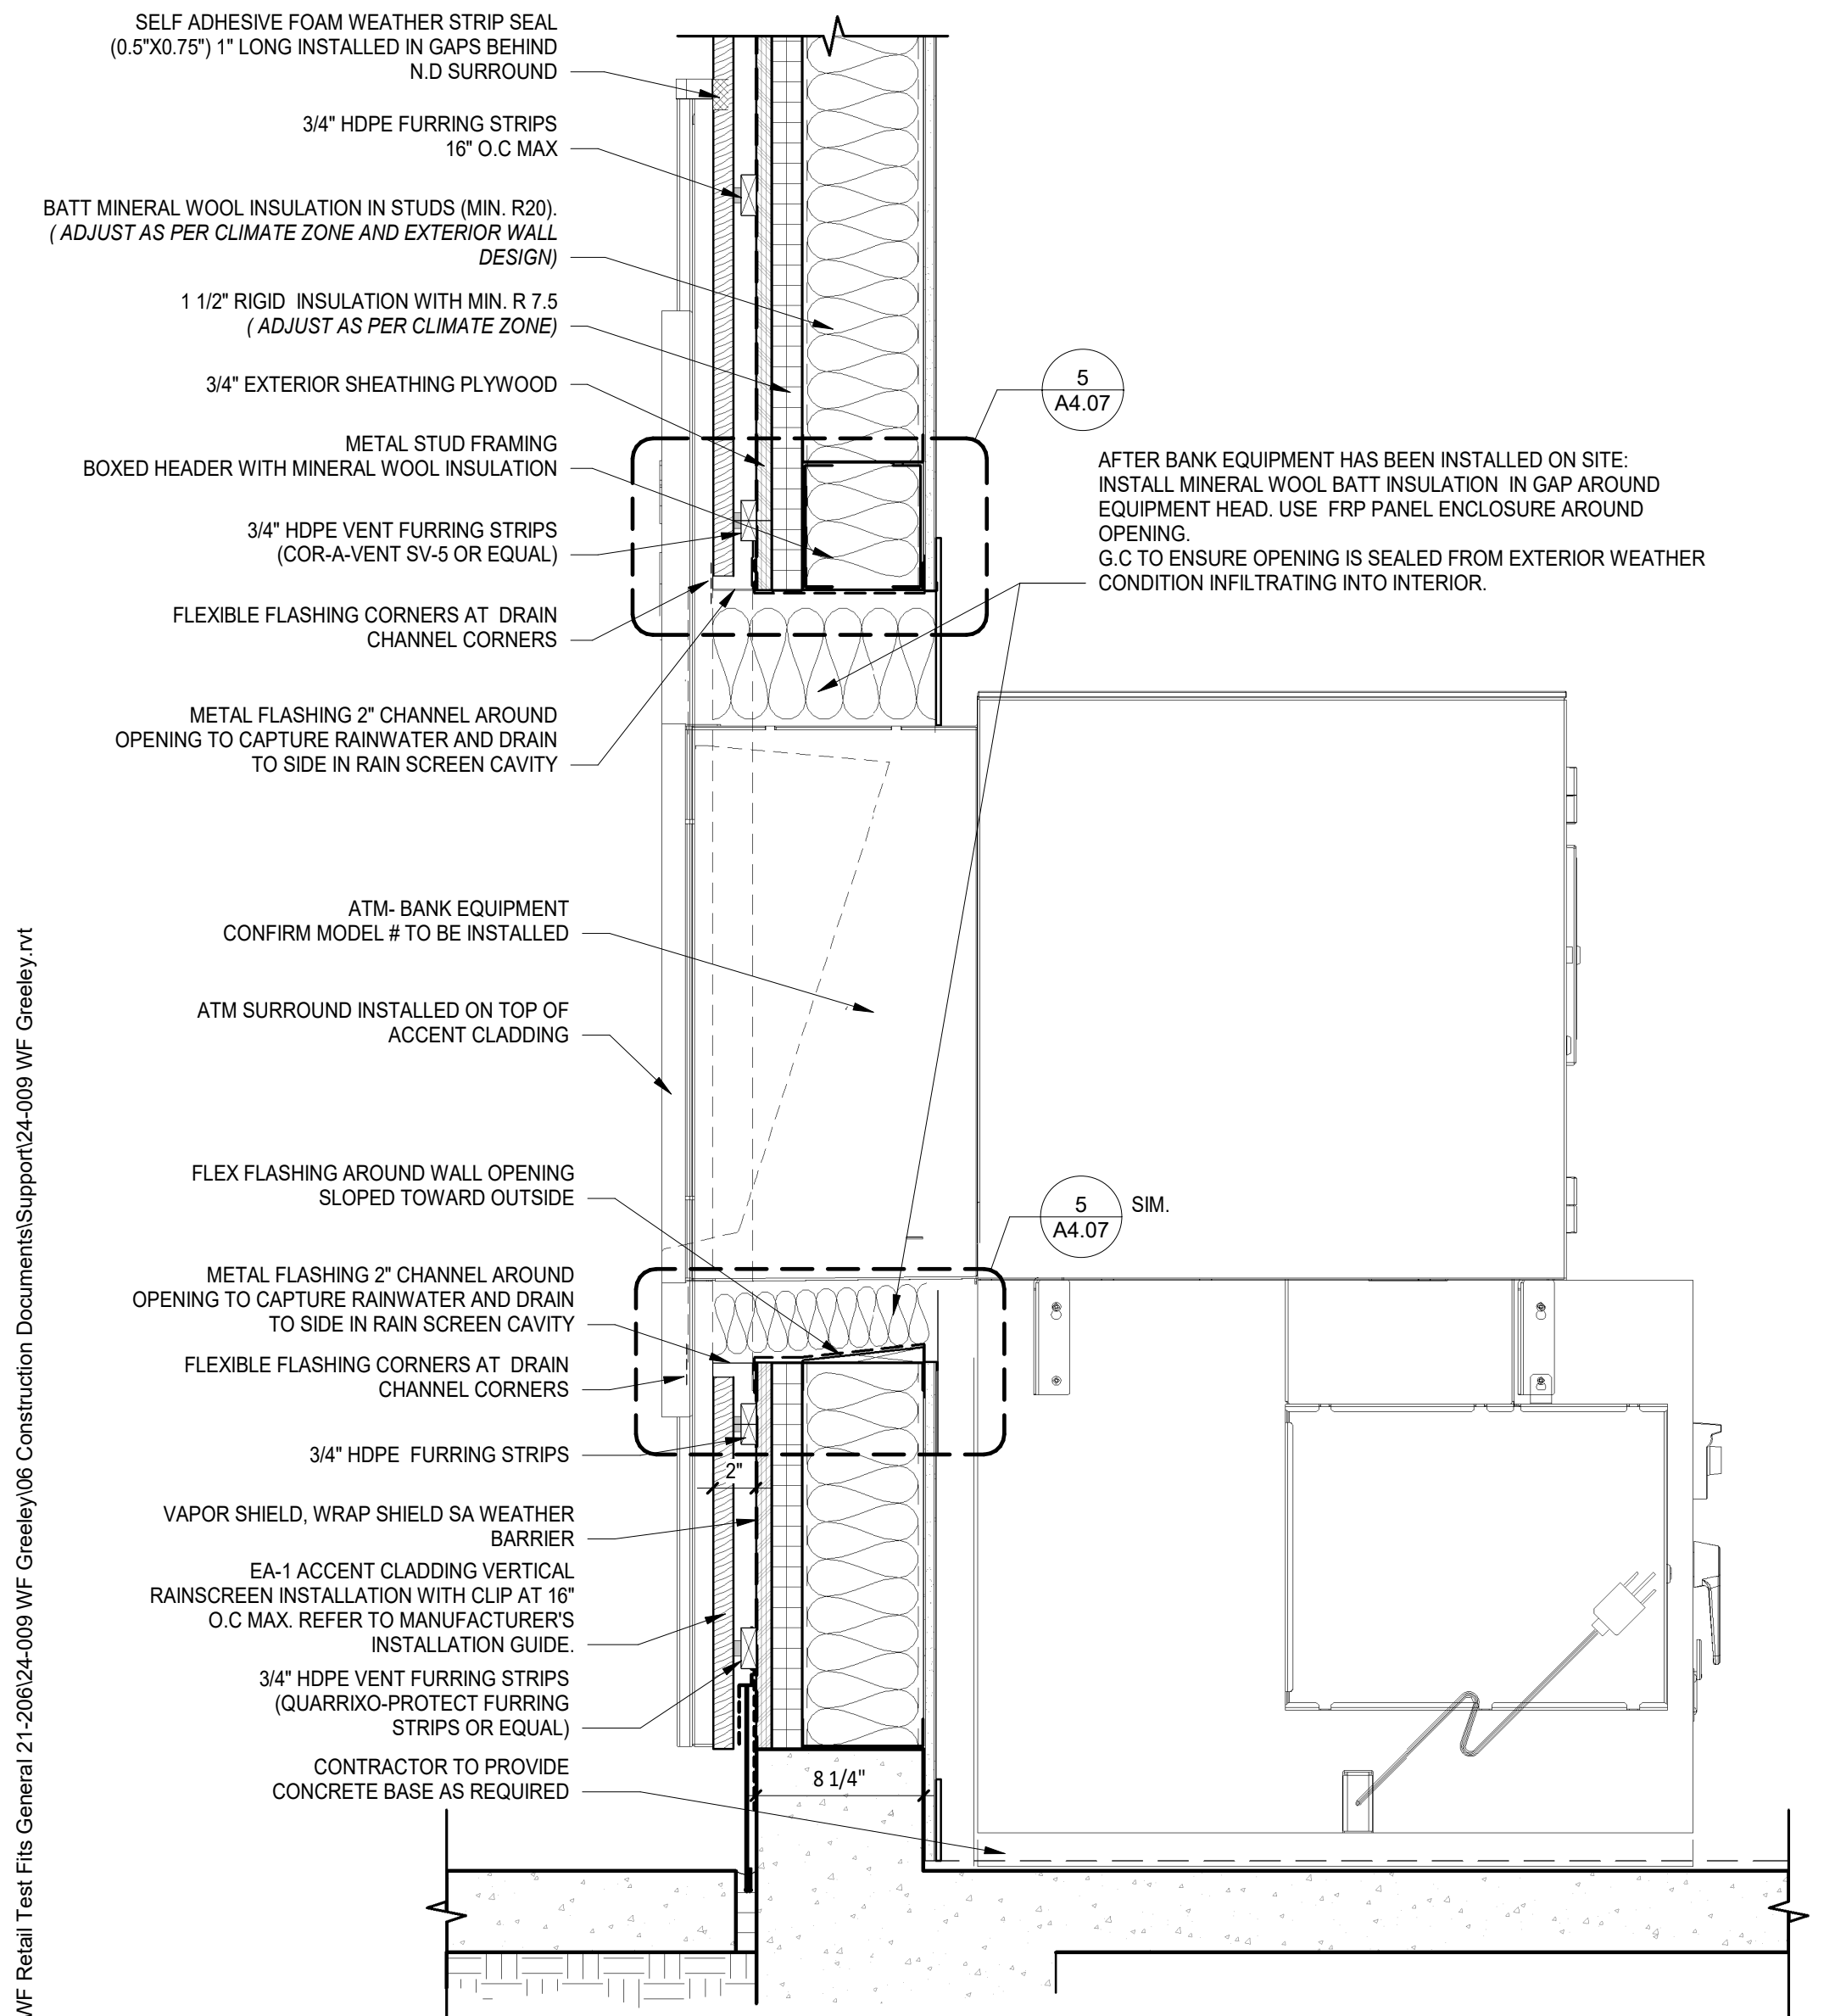 SELF ADHESIVE FOAM WEATHER STRIP SEAL
(0.5"X0.75") 1" LONG INSTALLED IN GAPS BEHIND
N.D SURROUND
3/4" HDPE FURRING STRIPS
16" O.C MAX
BATT MINERAL WOOL INSULATION IN STUDS (MIN. R20).
( ADJUST AS PER CLIMATE ZONE AND EXTERIOR WALL
DESIGN)
1 1/2" RIGID INSULATION WITH MIN. R 7.5
( ADJUST AS PER CLIMATE ZONE)
3/4" EXTERIOR SHEATHING PLYWOOD
METAL STUD FRAMING
BOXED HEADER WITH MINERAL WOOL INSULATION
3/4" HDPE VENT FURRING STRIPS
(COR-A-VENT SV-5 OR EQUAL)
FLEXIBLE FLASHING CORNERS AT DRAIN
CHANNEL CORNERS
METAL FLASHING 2" CHANNEL AROUND
OPENING TO CAPTURE RAINWATER AND DRAIN
TO SIDE IN RAIN SCREEN CAVITY
5
A4.07
AFTER BANK EQUIPMENT HAS BEEN INSTALLED ON SITE:
INSTALL MINERAL WOOL BATT INSULATION IN GAP AROUND
EQUIPMENT HEAD. USE FRP PANEL ENCLOSURE AROUND
OPENING.
G.C TO ENSURE OPENING IS SEALED FROM EXTERIOR WEATHER
CONDITION INFILTRATING INTO INTERIOR.
ATM- BANK EQUIPMENT
CONFIRM MODEL # TO BE INSTALLED
ATM SURROUND INSTALLED ON TOP OF
ACCENT CLADDING
FLEX FLASHING AROUND WALL OPENING
SLOPED TOWARD OUTSIDE
5
A4.07
SIM.
METAL FLASHING 2" CHANNEL AROUND
OPENING TO CAPTURE RAINWATER AND DRAIN
TO SIDE IN RAIN SCREEN CAVITY
FLEXIBLE FLASHING CORNERS AT DRAIN
CHANNEL CORNERS
3/4" HDPE FURRING STRIPS
2"
VAPOR SHIELD, WRAP SHIELD SA WEATHER
BARRIER
EA-1 ACCENT CLADDING VERTICAL
RAINSCREEN INSTALLATION WITH CLIP AT 16"
O.C MAX. REFER TO MANUFACTURER'S
INSTALLATION GUIDE.
3/4" HDPE VENT FURRING STRIPS
(QUARRIXO-PROTECT FURRING
STRIPS OR EQUAL)
CONTRACTOR TO PROVIDE
CONCRETE BASE AS REQUIRED
8 1/4"
WF Retail Test Fits General 21-206\24-009 WF Greeley\06 Construction Documents\Support\24-009 WF Greeley.rvt